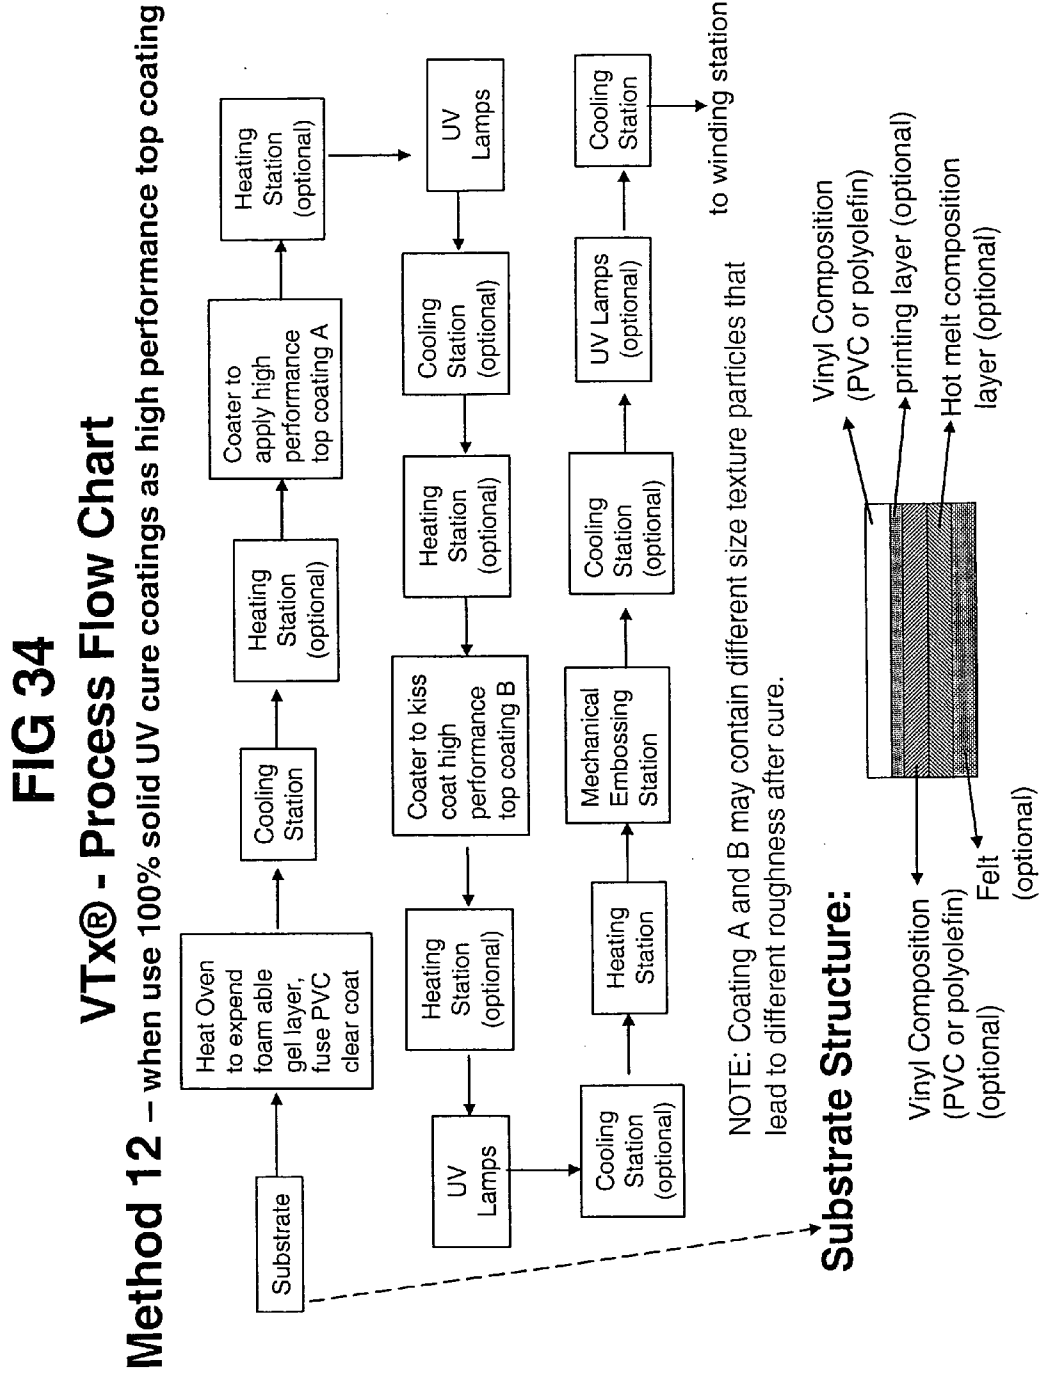 FIG 34
VTx® - Process Flow Chart
Method 12 – when use 100% solid UV cure coatings as high performance top coating
Substrate
Heat Oven
to expend
foam able
gel layer,
fuse PVC
clear coat
Cooling
Station
Heating
Station
(optional)
Coater to
apply high
performance
top coating A
Heating
Station
(optional)
UV
Lamps
Cooling
Station
(optional)
Heating
Station
(optional)
Coater to kiss
coat high
performance
top coating B
Heating
Station
(optional)
UV
Lamps
Cooling
Station
(optional)
Heating
Station
Mechanical
Embossing
Station
Cooling
Station
(optional)
UV Lamps
(optional)
Cooling
Station
to winding station
NOTE: Coating A and B may contain different size texture particles that
lead to different roughness after cure.
Substrate Structure:
Vinyl Composition
(PVC or polyolefin)
printing layer (optional)
Hot melt composition
layer (optional)
Vinyl Composition
(PVC or polyolefin)
(optional)
Felt
(optional)